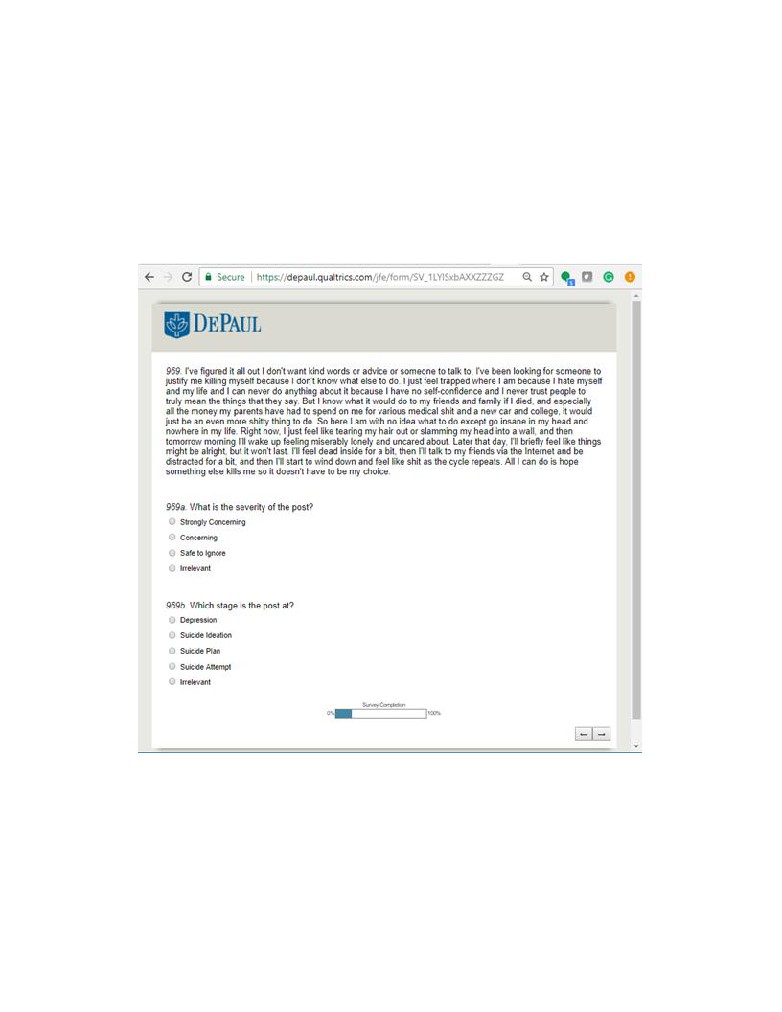 Secure https://depaul.qualtrics.com/jfe/form/
DEPAUL
959. I've figured it all out I don't want kind words or advice or someone to talk to. I've been looking for someone to
justify me killing myself because I don't know what else to do. I just feel trapped where I am because I hate myself
and my life and I can never do anything about it because I have no self-confidence and I never trust people to
truly mean the things that they say. But I know what it would do to my friends and family if I died, and especially
all the money my parents have had to spend on me for various medical shit and a new car and college, it would
just be an even more shitty thing to do. So here I am with no idea what to do except go insane in my head and
nowhere in my life. Right now, I just feel like tearing my hair out or slamming my head into a wall, and then
tomorrow morning I'll wake up feeling miserably lonely and uncared about. Later that day, I'll briefly feel like things
might be alright, but it won't last. I'll feel dead inside for a bit, then I'll talk to my friends via the Internet and be
distracted for a bit, and then I'll start to wind down and feel like shit as the cycle repeats. All I can do is hope
something else kills me so it doesn't have to be my choice.
959a. What is the severity of the post?
Strongly Concerning
Concerning
Safe to Ignore
Irrelevant
959b. Which stage is the post at?
Depression
Suicide Ideation
Suicide Plan
Suicide Attempt
Irrelevant
Survey Completion
0% 100%